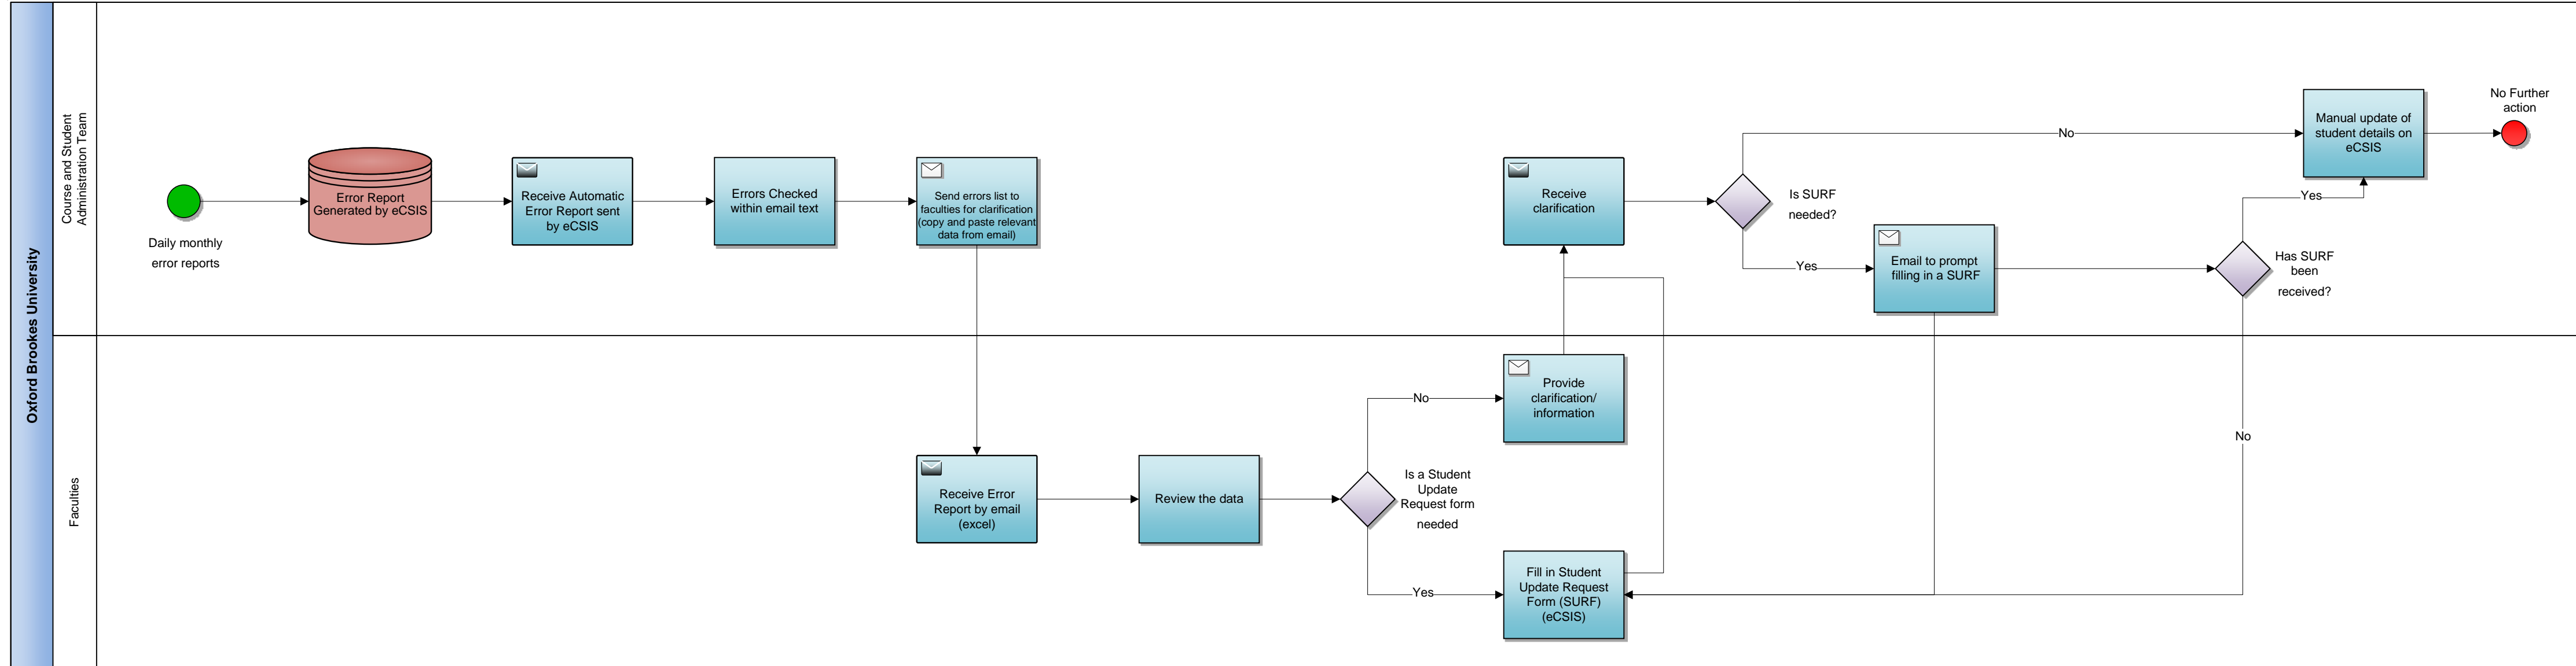 Oxford Brookes University
Course and Student
Administration Team
Daily monthly
error reports
Error Report
Generated by eCSIS
Receive Automatic
Error Report sent
by eCSIS
Errors Checked
within email text
Send errors list to
faculties for clarification
(copy and paste relevant
data from email)
Receive
clarification
Is SURF
needed?
No
Yes
Email to prompt
filling in a SURF
Has SURF
been
received?
Yes
No
Manual update of
student details on
eCSIS
No Further
action
Faculties
Receive Error
Report by email
(excel)
Review the data
Is a Student
Update
Request form
needed
No
Yes
Provide
clarification/
information
Fill in Student
Update Request
Form (SURF)
(eCSIS)